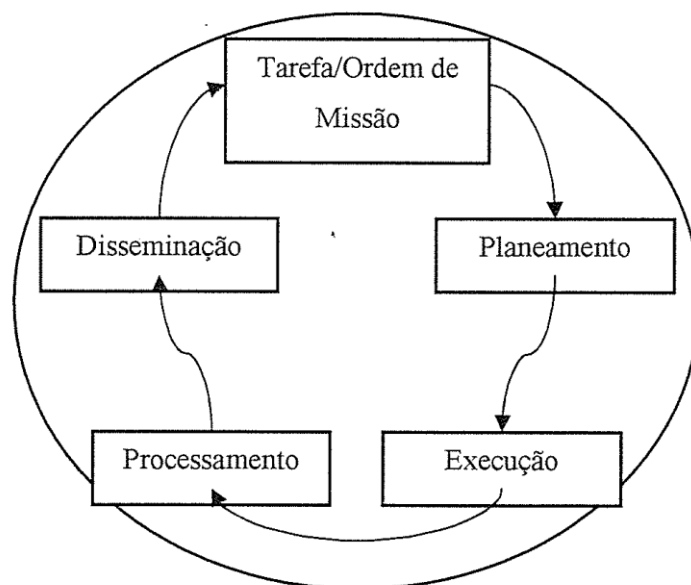 Tarefa/Ordem de
Missão
Planeamento
Execução
Processamento
Disseminação